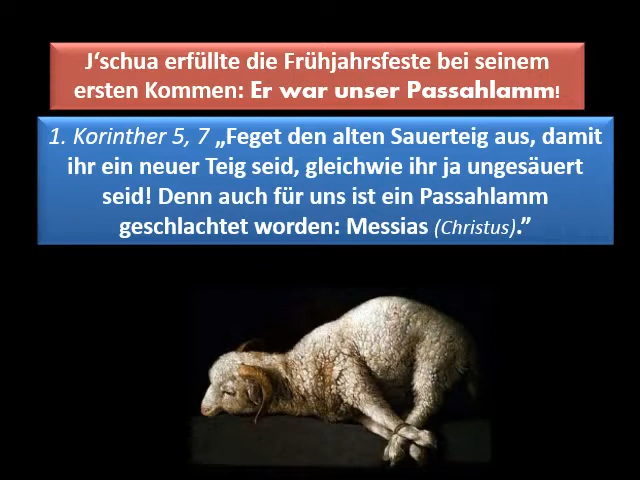 J‘schua erfüllte die Frühjahrsfeste bei seinem
ersten Kommen: Er war unser Passahlamm!
1. Korinther 5, 7 „Feget den alten Sauerteig aus, damit
ihr ein neuer Teig seid, gleichwie ihr ja ungesäuert
seid! Denn auch für uns ist ein Passahlamm
geschlachtet worden: Messias (Christus).”